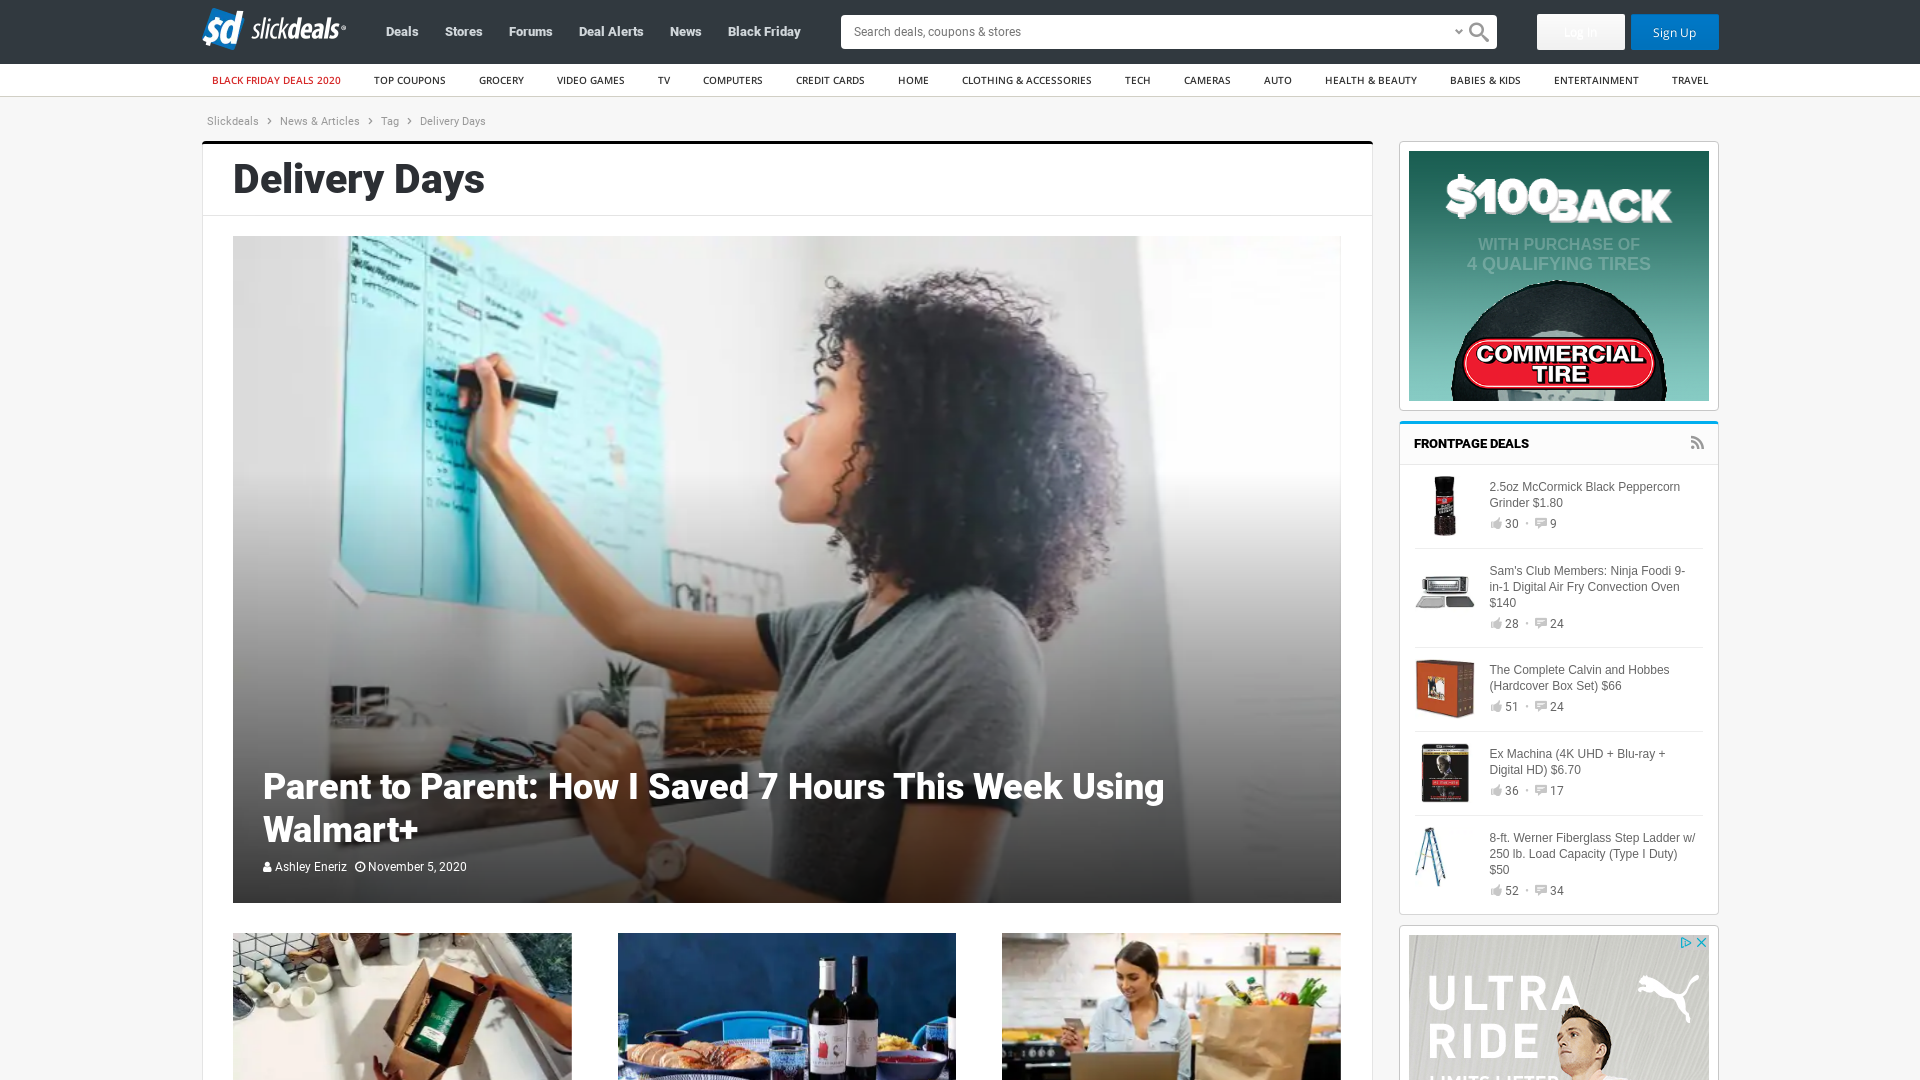 $d slickdeals
Deals
Stores
Forums
Deal Alerts
News
Black Friday
Search deals, coupons & stores
Log In
Sign Up
BLACK FRIDAY DEALS 2020
TOP COUPONS
GROCERY
VIDEO GAMES
TV
COMPUTERS
CREDIT CARDS
HOME
CLOTHING & ACCESSORIES
TECH
CAMERAS
AUTO
HEALTH & BEAUTY
BABIES & KIDS
ENTERTAINMENT
TRAVEL
Slickdeals > News & Articles > Tag > Delivery Days
Delivery Days
Parent to Parent: How I Saved 7 Hours This Week Using
Walmart+
Ashley Eneriz November 5, 2020
$100 BACK
WITH PURCHASE OF
4 QUALIFYING TIRES
COMMERCIAL
TIRE
FRONTPAGE DEALS
2.5oz McCormick Black Peppercorn
Grinder $1.80
30 • 9
Sam's Club Members: Ninja Foodi 9-
in-1 Digital Air Fry Convection Oven
$140
28 • 24
The Complete Calvin and Hobbes
(Hardcover Box Set) $66
51 • 24
Ex Machina (4K UHD + Blu-ray +
Digital HD) $6.70
36 • 17
8-ft. Werner Fiberglass Step Ladder w/
250 lb. Load Capacity (Type I Duty)
$50
52 • 34
ULTRA
RIDE
LIMITS LIFTED